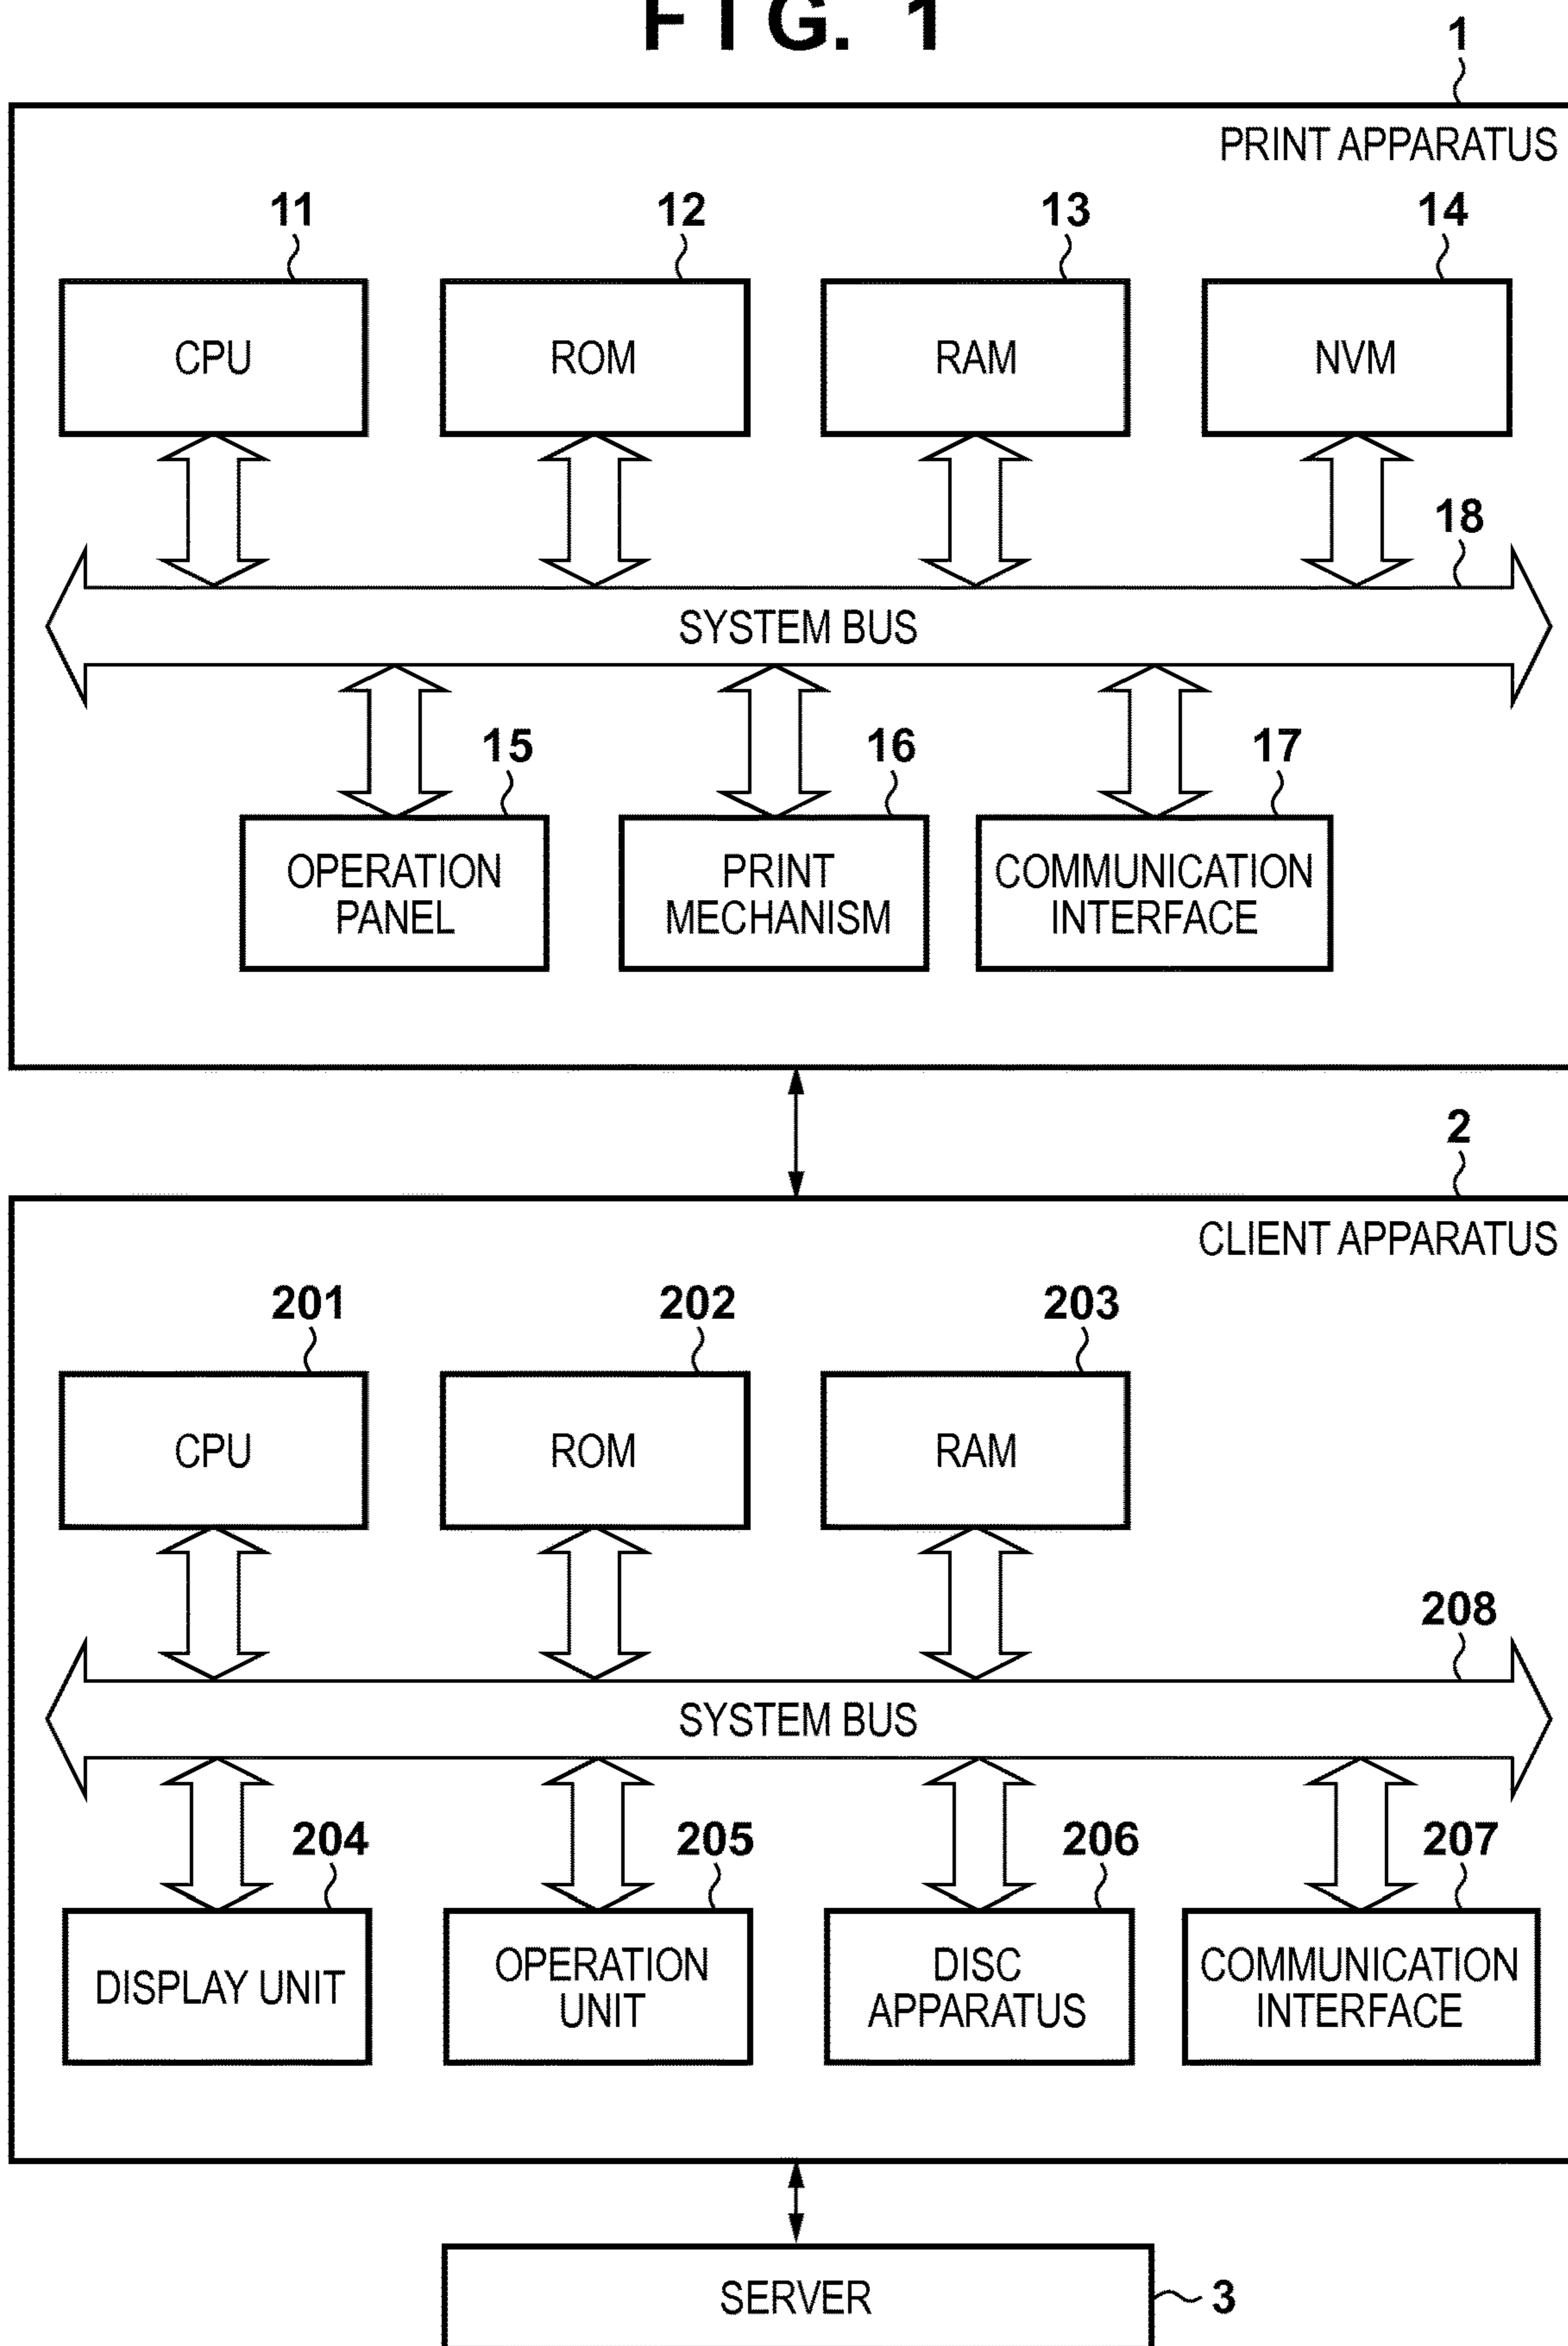 FIG. 1
1
PRINT APPARATUS
11
12
13
14
CPU
ROM
RAM
NVM
18
SYSTEM BUS
15
16
17
OPERATION
PANEL
PRINT
MECHANISM
COMMUNICATION
INTERFACE
2
CLIENT APPARATUS
201
202
203
CPU
ROM
RAM
208
SYSTEM BUS
204
205
206
207
DISPLAY UNIT
OPERATION
UNIT
DISC
APPARATUS
COMMUNICATION
INTERFACE
SERVER
3